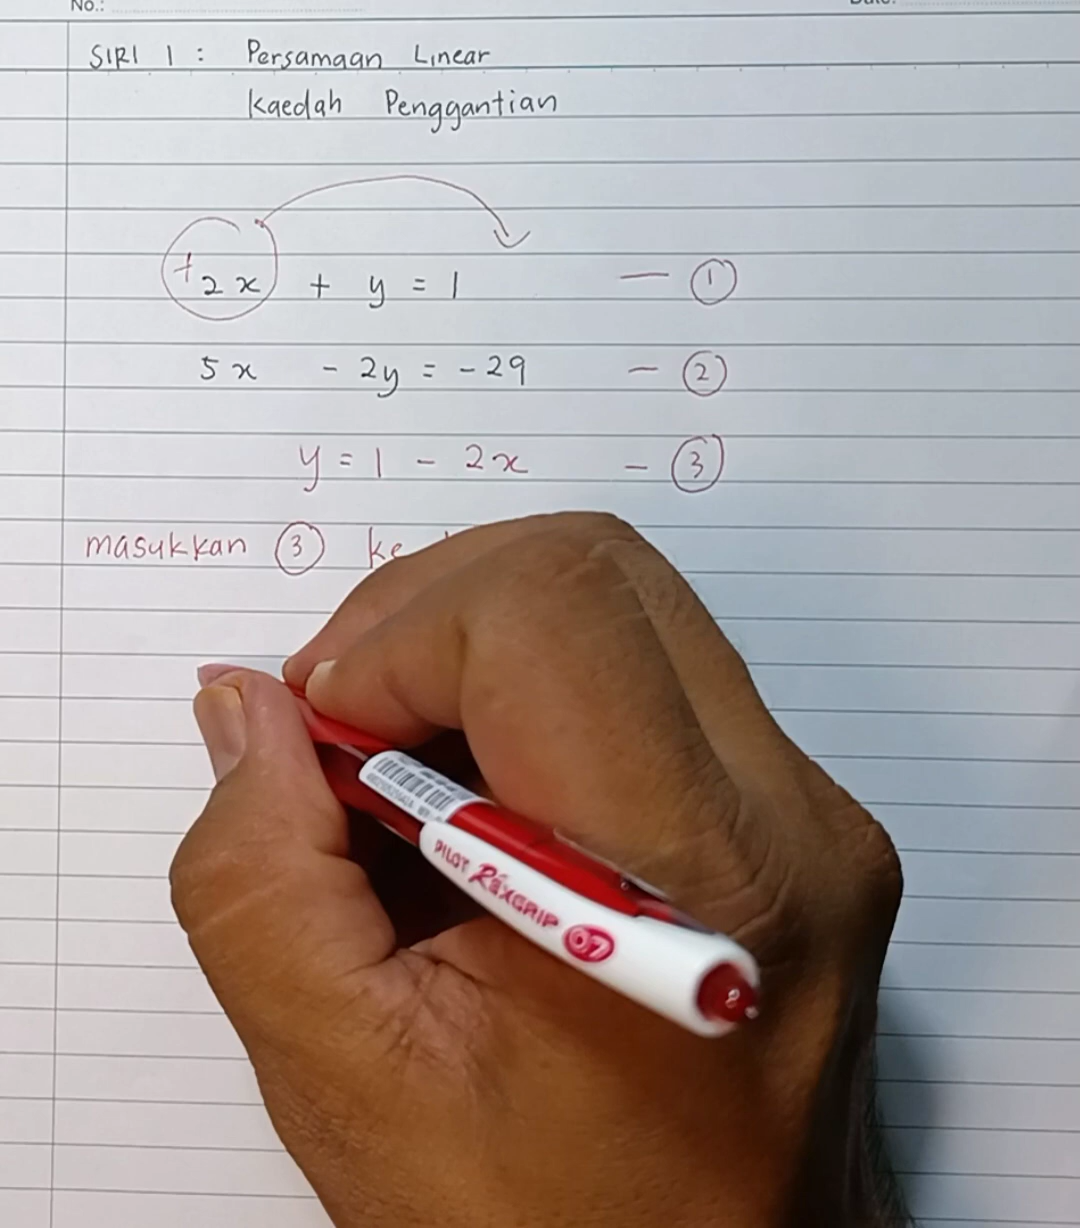 No.:
SIRI 1 : Persamaan Linear
Kaedah Penggantian
+2x + y = 1 — ①
5x - 2y = -29 — ②
y = 1 - 2x - ③
masukkan ③ ke
PILOT RéXGRIP 07